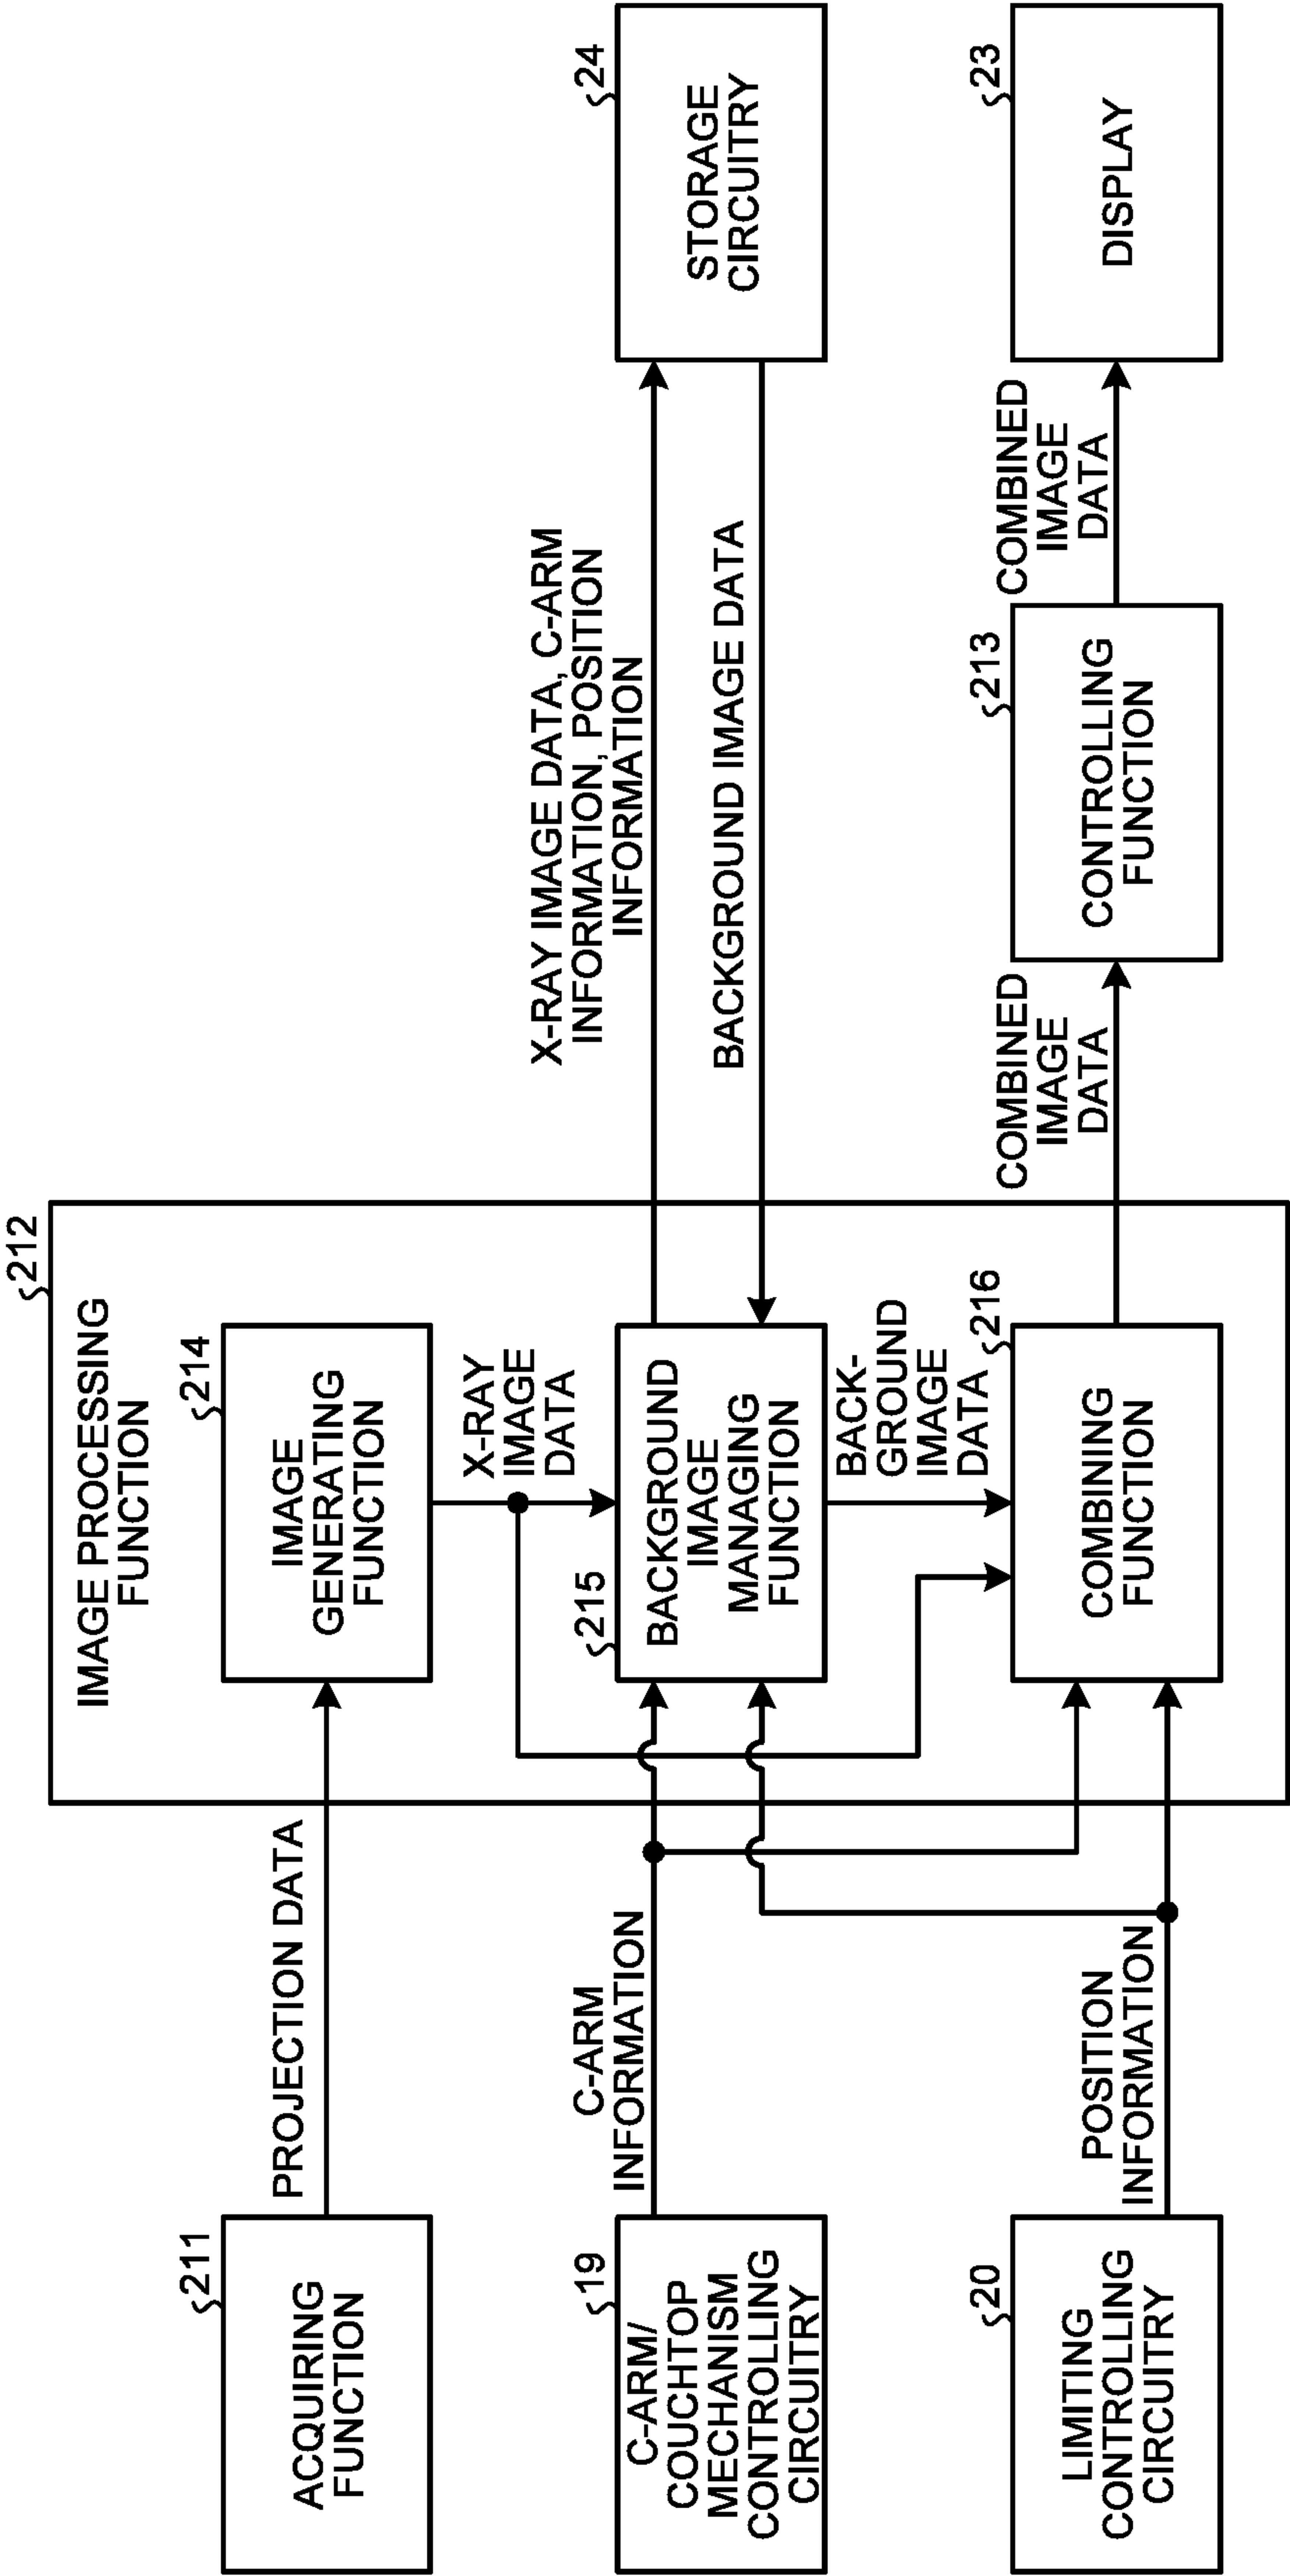 212
IMAGE PROCESSING
FUNCTION
211
ACQUIRING
FUNCTION
PROJECTION DATA
214
IMAGE
GENERATING
FUNCTION
X-RAY
IMAGE
DATA
19
C-ARM/
COUCHTOP
MECHANISM
CONTROLLING
CIRCUITRY
C-ARM
INFORMATION
215
BACKGROUND
IMAGE
MANAGING
FUNCTION
X-RAY IMAGE DATA, C-ARM
INFORMATION, POSITION
INFORMATION
BACKGROUND IMAGE DATA
24
STORAGE
CIRCUITRY
BACK-
GROUND
IMAGE
DATA
20
LIMITING
CONTROLLING
CIRCUITRY
POSITION
INFORMATION
216
COMBINING
FUNCTION
COMBINED
IMAGE
DATA
213
CONTROLLING
FUNCTION
COMBINED
IMAGE
DATA
23
DISPLAY